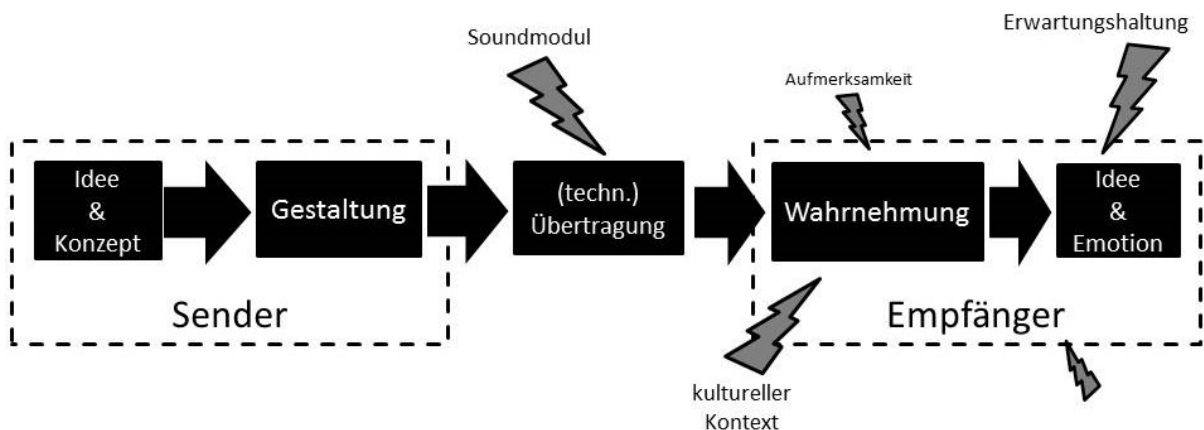 Soundmodul
Erwartungshaltung
Aufmerksamkeit
Idee
&
Konzept
Gestaltung
(techn.)
Übertragung
Wahrnehmung
Idee
&
Emotion
Sender
Empfänger
kultureller
Kontext